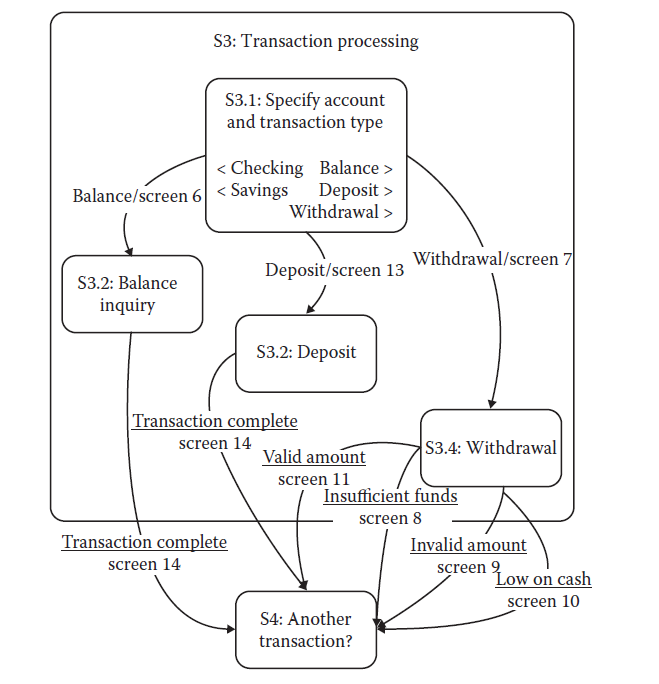 S3: Transaction processing
S3.1: Specify account
and transaction type
< Checking Balance >
< Savings Deposit >
Withdrawal >
Balance/screen 6
Withdrawal/screen 7
Deposit/screen 13
S3.2: Balance
inquiry
S3.2: Deposit
Transaction complete
screen 14
S3.4: Withdrawal
Valid amount
screen 11
Insufficient funds
screen 8
Transaction complete
screen 14
Invalid amount
screen 9
Low on cash
screen 10
S4: Another
transaction?